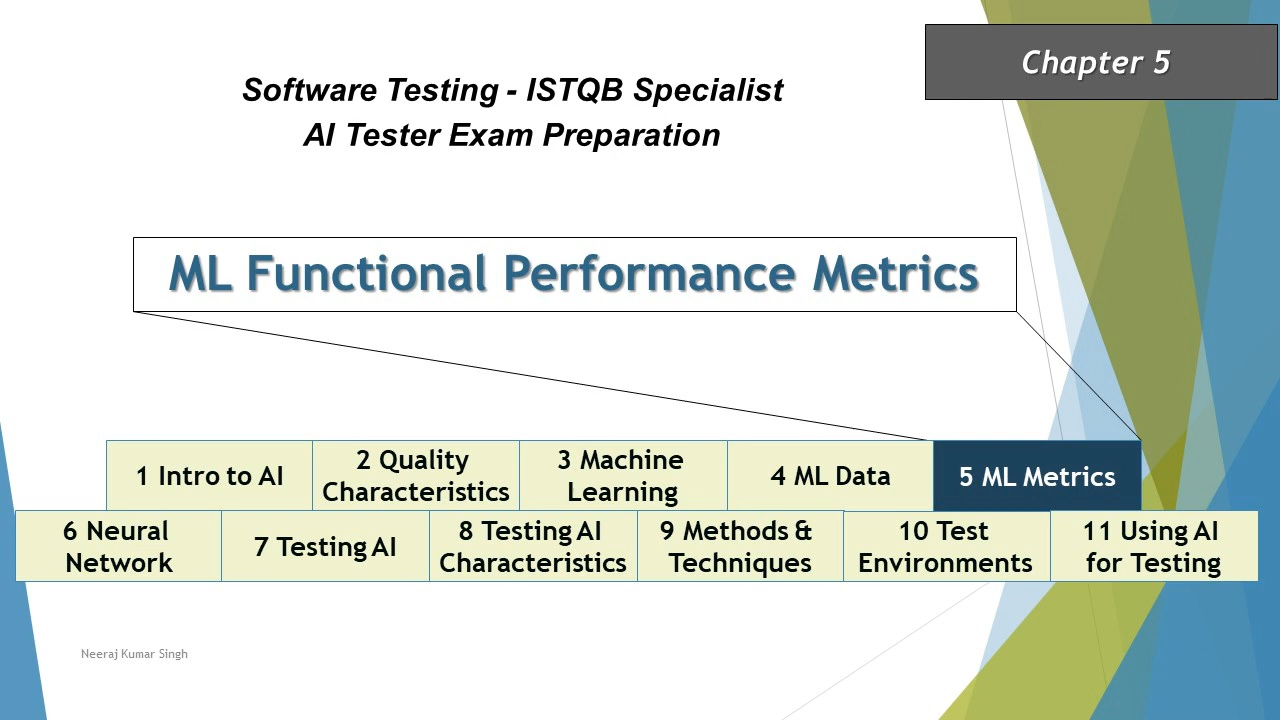 Chapter 5
Software Testing - ISTQB Specialist
AI Tester Exam Preparation
ML Functional Performance Metrics
1 Intro to AI
2 Quality
Characteristics
3 Machine
Learning
4 ML Data
5 ML Metrics
6 Neural
Network
7 Testing AI
8 Testing AI
Characteristics
9 Methods &
Techniques
10 Test
Environments
11 Using AI
for Testing
Neeraj Kumar Singh